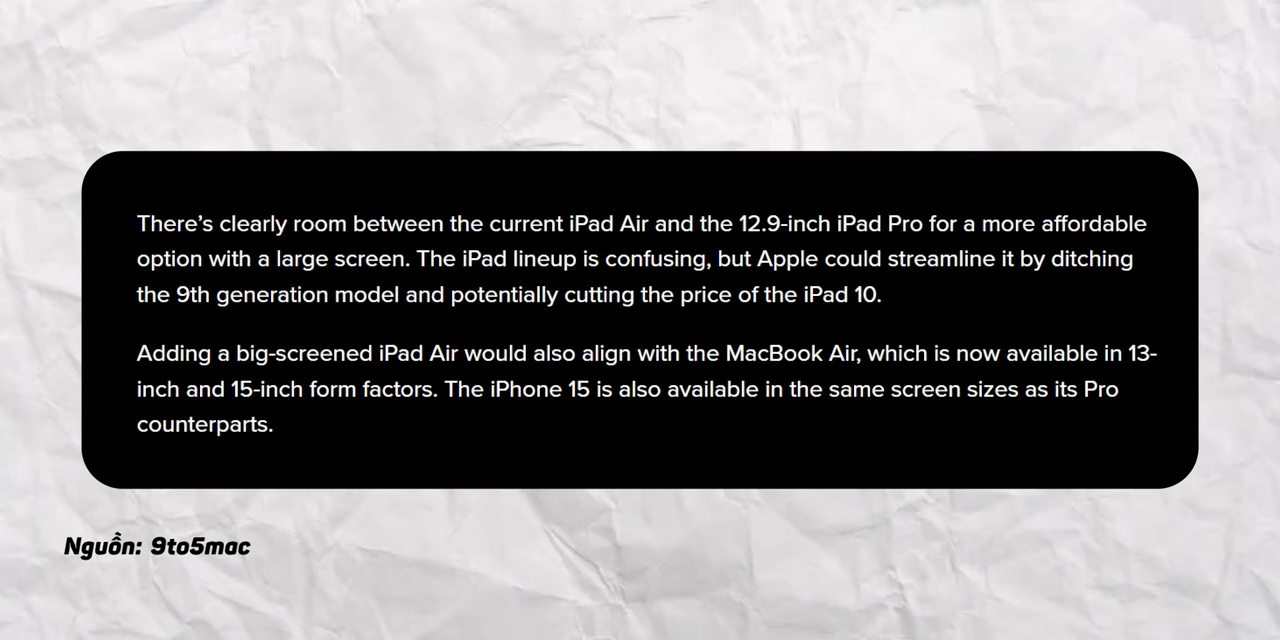 There’s clearly room between the current iPad Air and the 12.9-inch iPad Pro for a more affordable
option with a large screen. The iPad lineup is confusing, but Apple could streamline it by ditching
the 9th generation model and potentially cutting the price of the iPad 10.
Adding a big-screened iPad Air would also align with the MacBook Air, which is now available in 13-
inch and 15-inch form factors. The iPhone 15 is also available in the same screen sizes as its Pro
counterparts.
Nguồn: 9to5mac